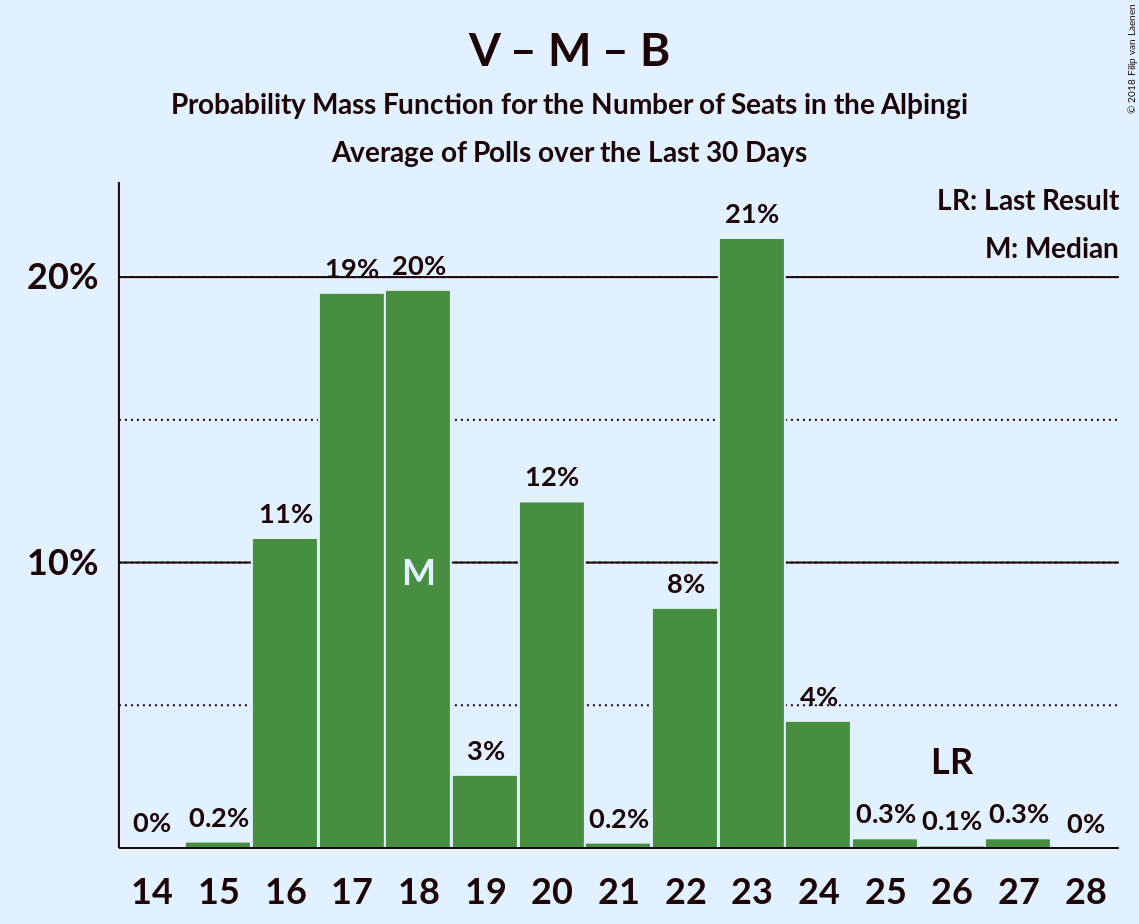 V – M – B
Probability Mass Function for the Number of Seats in the Alþingi
Average of Polls over the Last 30 Days
© 2018 Filip van Laenen
LR: Last Result
M: Median
20%
10%
0%
0.2%
11%
19%
20%
3%
12%
0.2%
8%
21%
4%
0.3%
0.1%
0.3%
0%
M
LR
14 15 16 17 18 19 20 21 22 23 24 25 26 27 28